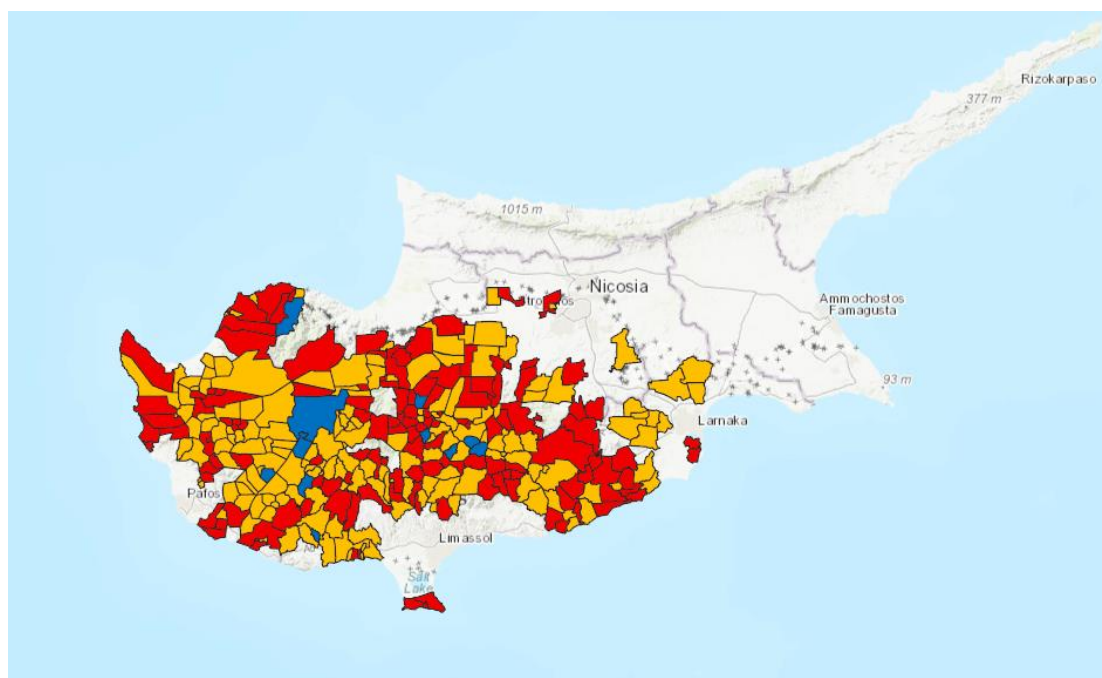 Rizokarpaso
377 m
1015 m
Nicosia
Ammochostos
Famagusta
93 m
Larnaka
Pafos
Limassol
Salt
Lake